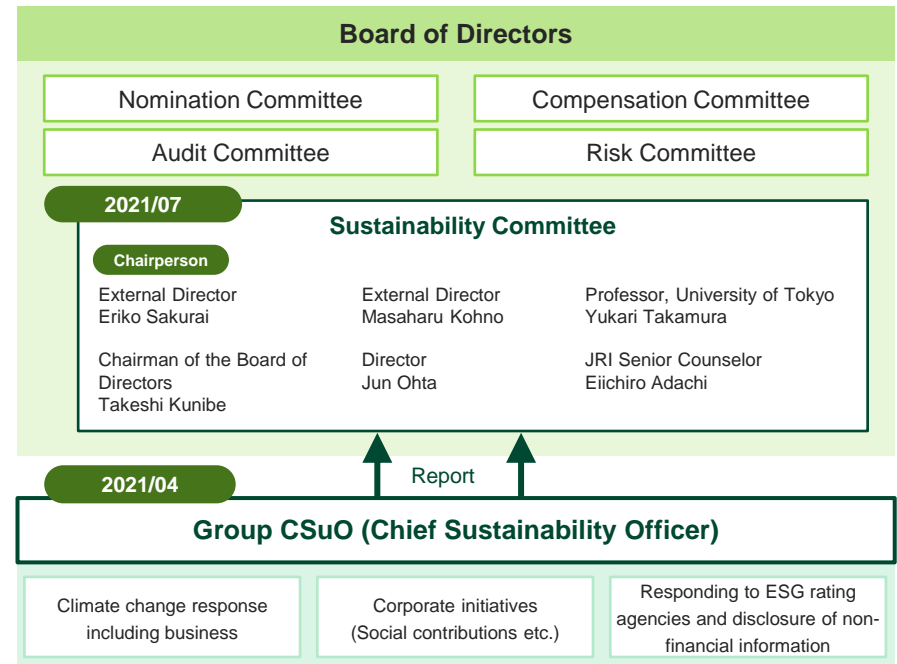 Board of Directors
Nomination Committee
Compensation Committee
Audit Committee
Risk Committee
2021/07
Sustainability Committee
Chairperson
External Director
Eriko Sakurai
External Director
Masaharu Kohno
Professor, University of Tokyo
Yukari Takamura
Chairman of the Board of
Directors
Takeshi Kunibe
Director
Jun Ohta
JRI Senior Counselor
Eiichiro Adachi
Report
2021/04
Group CSuO (Chief Sustainability Officer)
Climate change response
including business
Corporate initiatives
(Social contributions etc.)
Responding to ESG rating
agencies and disclosure of non-
financial information